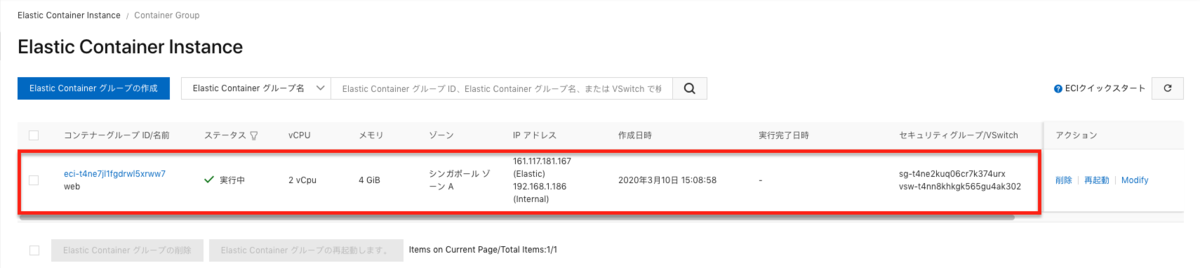 Elastic Container Instance / Container Group
Elastic Container Instance
Elastic Container グループの作成
Elastic Container グループ名
Elastic Container グループ ID、Elastic Container グループ名、または VSwitch で検
ECIクイックスタート
コンテナーグループ ID/名前 ステータス vCPU メモリ ゾーン IP アドレス 作成日時 実行完了日時 セキュリティグループ/VSwitch アクション
eci-t4ne7jl1fgdrwl5xrww7
web
実行中
2 vCpu
4 GiB
シンガポール ゾ
ーン A
161.117.181.167
(Elastic)
192.168.1.186
(Internal)
2020年3月10日 15:08:58
-
sg-t4ne2kuq06cr7k374urx
vsw-t4nn8khkgk565gu4ak302
削除 再起動 Modify
Elastic Container グループの削除
Elastic Container グループの再起動します。
Items on Current Page/Total Items:1/1